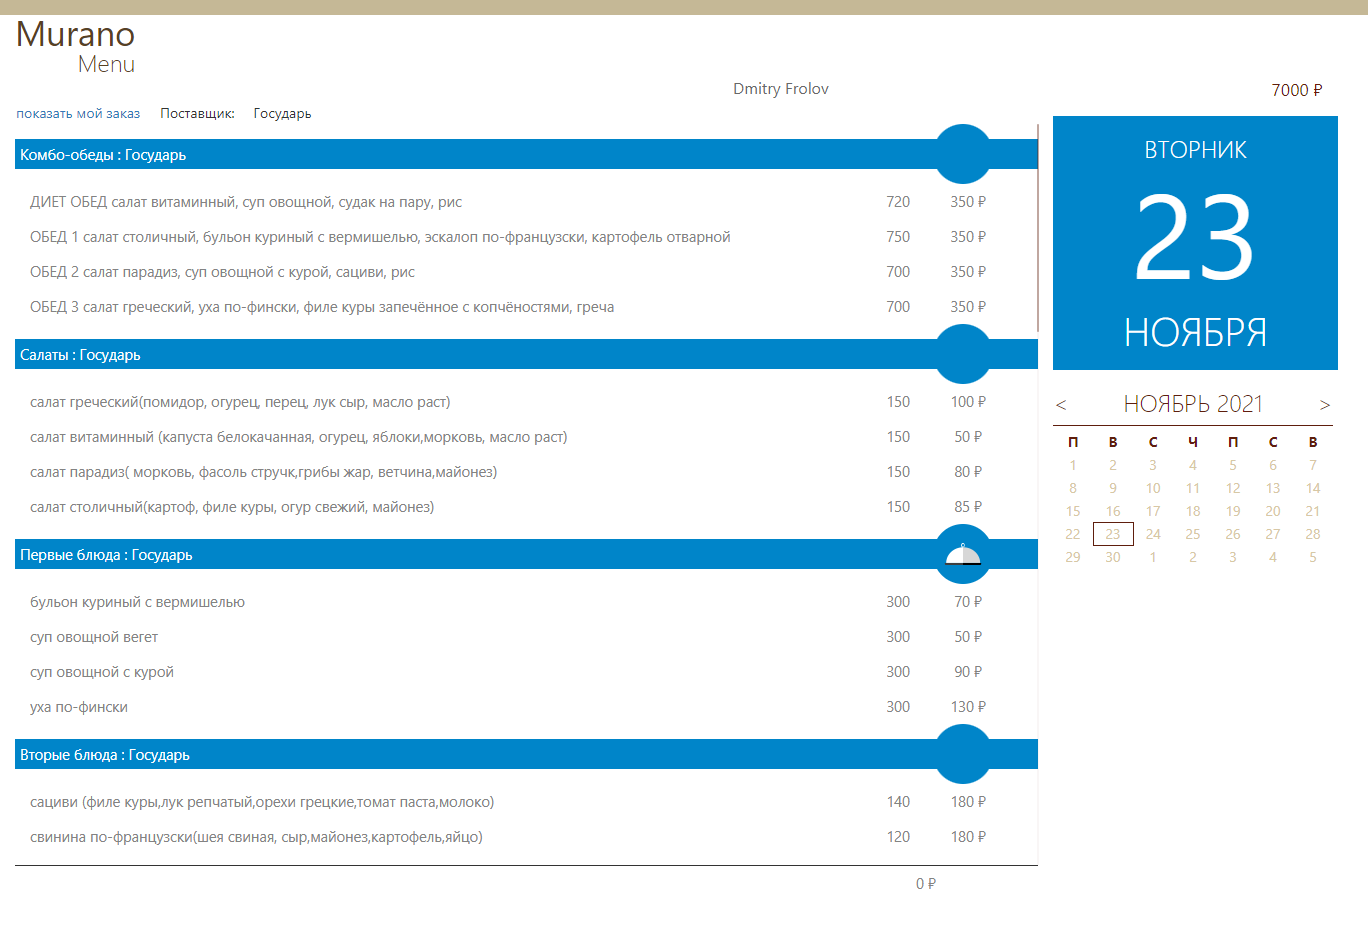 Murano
Menu
Dmitry Frolov
7000 ₽
показать мой заказ Поставщик: Государь
Комбо-обеды : Государь
ДИЕТ ОБЕД салат витаминный, суп овощной, судак на пару, рис 720 350 ₽
ОБЕД 1 салат столичный, бульон куриный с вермишелью, эскалоп по-французски, картофель отварной 750 350 ₽
ОБЕД 2 салат парадиз, суп овощной с курой, сациви, рис 700 350 ₽
ОБЕД 3 салат греческий, уха по-фински, филе куры запечённое с копчёностями, греча 700 350 ₽
Салаты : Государь
салат греческий(помидор, огурец, перец, лук сыр, масло раст) 150 100 ₽
салат витаминный (капуста белокачанная, огурец, яблоки,морковь, масло раст) 150 50 ₽
салат парадиз( морковь, фасоль стручк,грибы жар, ветчина,майонез) 150 80 ₽
салат столичный(картоф, филе куры, огур свежий, майонез) 150 85 ₽
Первые блюда : Государь
бульон куриный с вермишелью 300 70 ₽
суп овощной вегет 300 50 ₽
суп овощной с курой 300 90 ₽
уха по-фински 300 130 ₽
Вторые блюда : Государь
сациви (филе куры,лук репчатый,орехи грецкие,томат паста,молоко) 140 180 ₽
свинина по-французски(шея свиная, сыр,майонез,картофель,яйцо) 120 180 ₽
0 ₽
ВТОРНИК
23
НОЯБРЯ
< НОЯБРЬ 2021 >
П В С Ч П С В
1 2 3 4 5 6 7
8 9 10 11 12 13 14
15 16 17 18 19 20 21
22 23 24 25 26 27 28
29 30 1 2 3 4 5